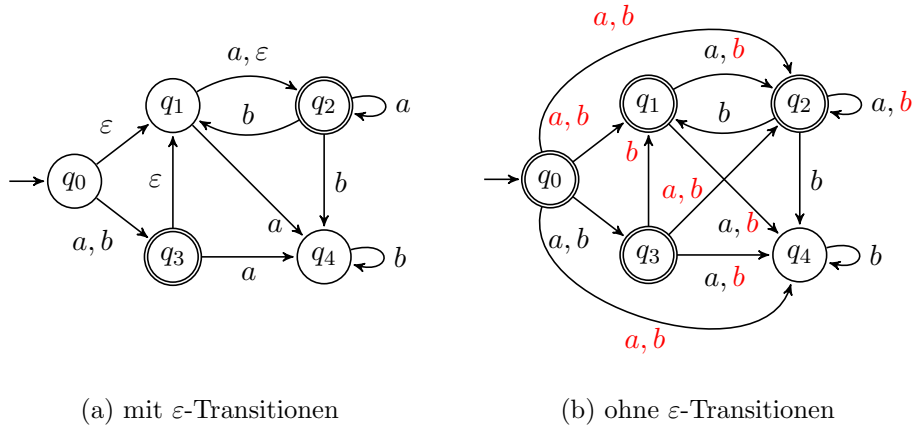 a, b
a, ε
a, b
q₁
q₂
a
b
ε
q₀
ε
a, b
q₃
a
a
b
q₄
b
a, b
q₁
q₂
a, b
b
b
q₀
a, b
b
a, b
q₃
a, b
a, b
q₄
b
a, b
(a) mit ε-Transitionen
(b) ohne ε-Transitionen